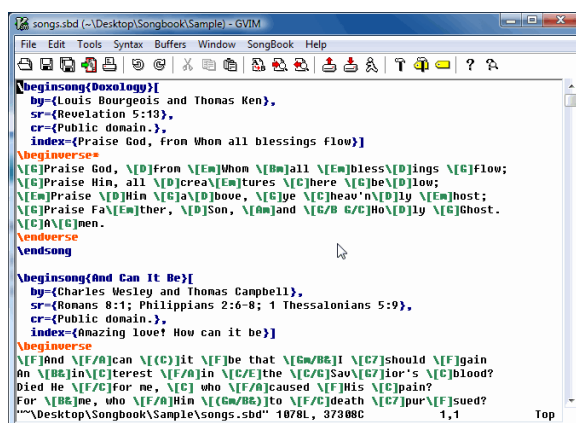 songs.sbd (~\Desktop\Songbook\Sample) - GVIM
File Edit Tools Syntax Buffers Window SongBook Help
\beginsong{Doxology}[
by={Louis Bourgeois and Thomas Ken},
sr={Revelation 5:13},
cr={Public domain.},
index={Praise God, from Whom all blessings flow}]
\beginverse*
\[G]Praise God, \[D]from \[Em]Whom \[Bm]all \[Em]bless\[D]ings \[G]flow;
\[G]Praise Him, all \[D]crea\[Em]tures \[C]here \[G]be\[D]low;
\[Em]Praise \[D]Him \[G]a\[D]bove, \[G]ye \[C]heav'n\[D]ly \[Em]host;
\[G]Praise Fa\[Em]ther, \[D]Son, \[Am]and \[G/B G/C]Ho\[D]ly \[G]Ghost.
\[C]A\[G]men.
\endverse
\endsong
\beginsong{And Can It Be}[
by={Charles Wesley and Thomas Campbell},
sr={Romans 8:1; Philippians 2:6-8; 1 Thessalonians 5:9},
cr={Public domain.},
index={Amazing love! How can it be}]
\beginverse
\[F]And \[F/A]can \[(C)]it \[F]be that \[Gm/B&]I \[C7]should \[F]gain
An \[B&]in\[C]terest \[F/A]in \[C/E]the \[C/G]Sav\[G7]ior's \[C]blood?
Died He \[F/C]for me, \[C] who \[F/A]caused \[F]His \[C]pain?
For \[B&]me, who \[F/A]Him \[(Gm/B&)]to \[F/C]death \[C7]pur\[F]sued?
"~\Desktop\Songbook\Sample\songs.sbd" 1078L, 37308C 1,1 Top